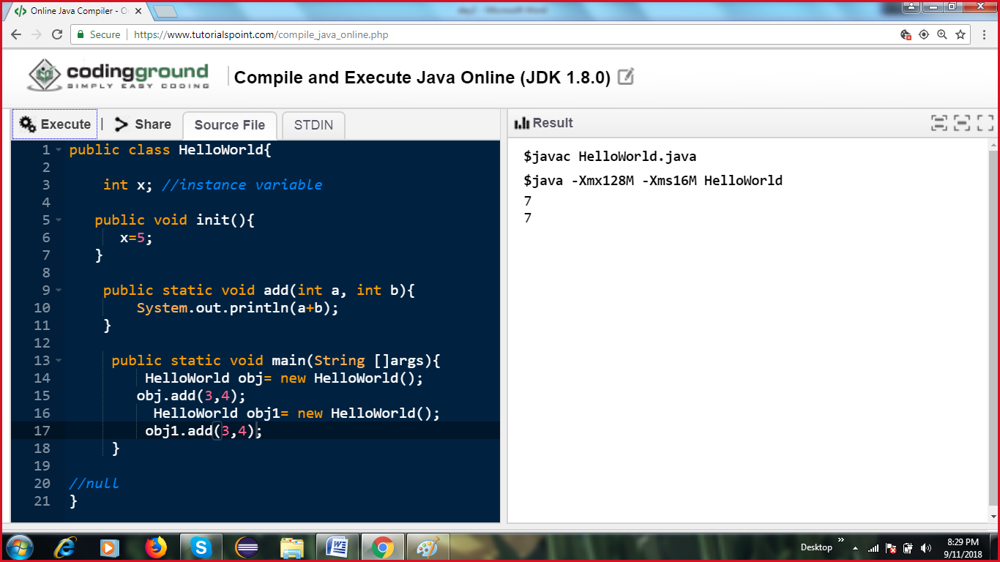 Online Java Compiler - O
day2 - Microsoft Word
Secure https://www.tutorialspoint.com/compile_java_online.php
codingground
SIMPLY EASY CODING
Compile and Execute Java Online (JDK 1.8.0)
Execute | Share Source File STDIN
Result
1 public class HelloWorld{
2
3 int x; //instance variable
4
5 public void init(){
6 x=5;
7 }
8
9 public static void add(int a, int b){
10 System.out.println(a+b);
11 }
12
13 public static void main(String []args){
14 HelloWorld obj= new HelloWorld();
15 obj.add(3,4);
16 HelloWorld obj1= new HelloWorld();
17 obj1.add(3,4);
18 }
19
20 //null
21 }
$javac HelloWorld.java
$java -Xmx128M -Xms16M HelloWorld
7
7
Desktop
8:29 PM
9/11/2018